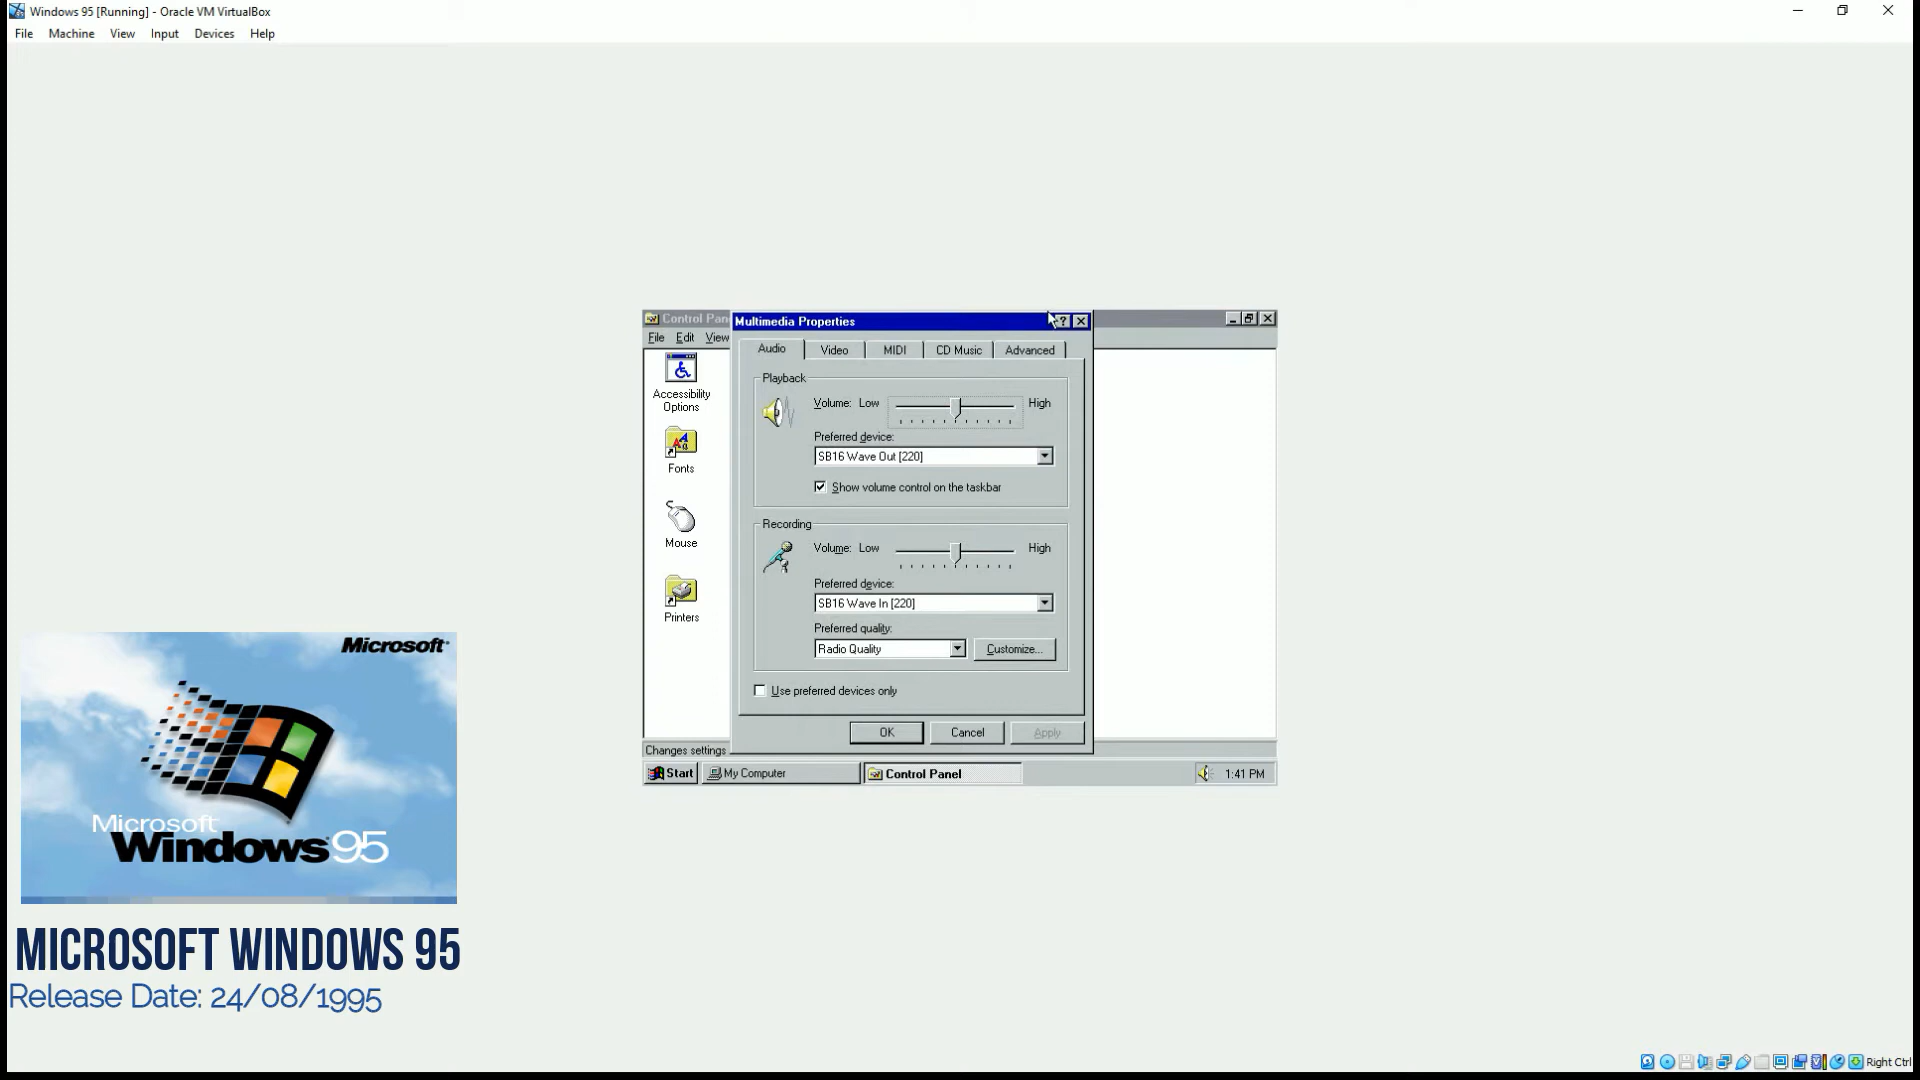 Windows 95 [Running] - Oracle VM VirtualBox
File Machine View Input Devices Help
Control Pan
Multimedia Properties
File Edit View
Audio Video MIDI CD Music Advanced
Accessibility
Options
Fonts
Mouse
Printers
Playback
Volume: Low High
Preferred device:
SB16 Wave Out [220]
Show volume control on the taskbar
Recording
Volume: Low High
Preferred device:
SB16 Wave In [220]
Preferred quality:
Radio Quality Customize...
Use preferred devices only
OK Cancel Apply
Changes settings
Start My Computer Control Panel 1:41 PM
Microsoft
Microsoft
Windows 95
MICROSOFT WINDOWS 95
Release Date: 24/08/1995
Right Ctrl